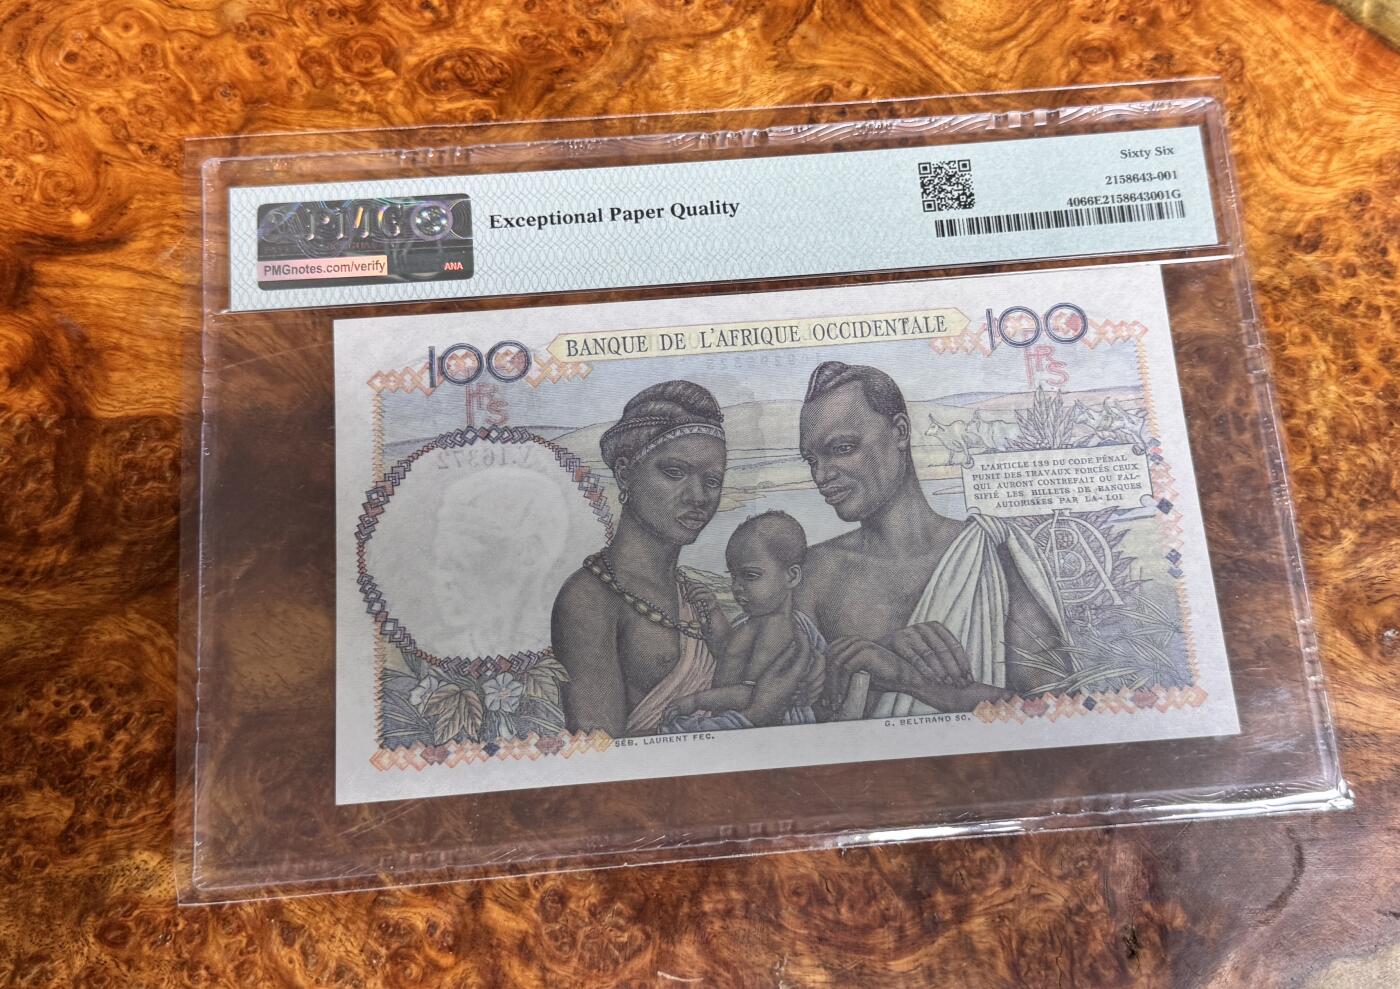 PMG
PMGnotes.com/verify
ANA
Exceptional Paper Quality
Sixty Six
2158643-001
4066E2158643001G
100
BANQUE DE L'AFRIQUE OCCIDENTALE
100
FRS
FRS
V.16372
L'ARTICLE 139 DU CODE PÉNAL
PUNIT DES TRAVAUX FORCÉS CEUX
QUI AURONT CONTREFAIT OU FAL-
SIFIÉ LES BILLETS DE BANQUES
AUTORISÉES PAR LA LOI
SÉB. LAURENT FEC.
G. BELTRAND SC.